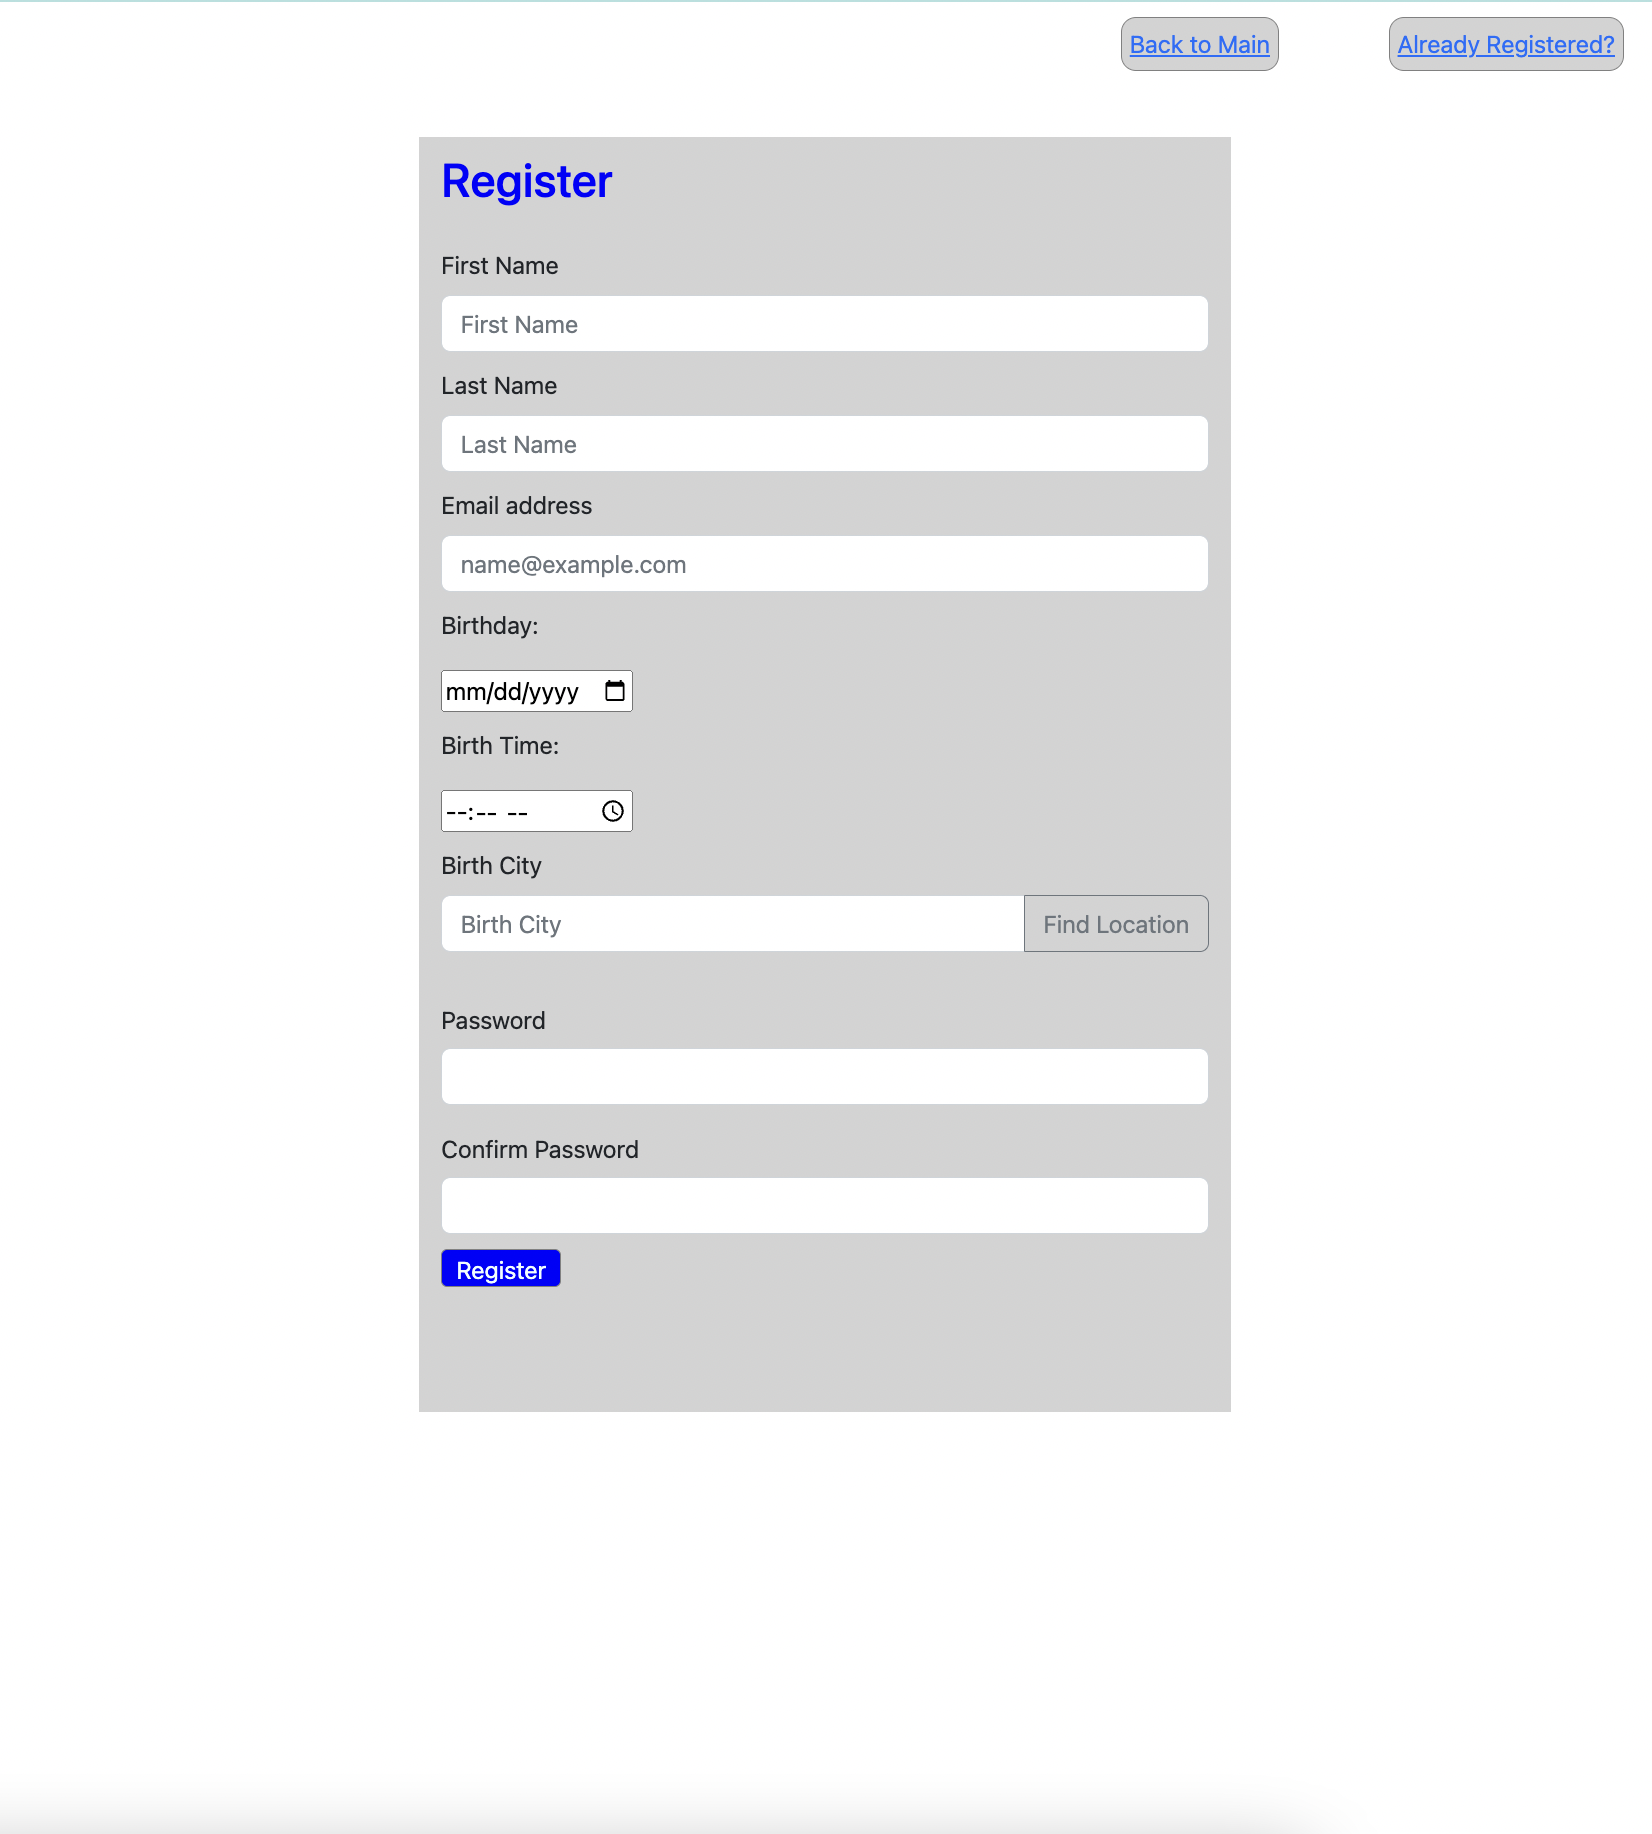 Back to Main Already Registered?
Register
First Name
First Name
Last Name
Last Name
Email address
name@example.com
Birthday:
mm/dd/yyyy
Birth Time:
--:-- --
Birth City
Birth City Find Location
Password
Confirm Password
Register